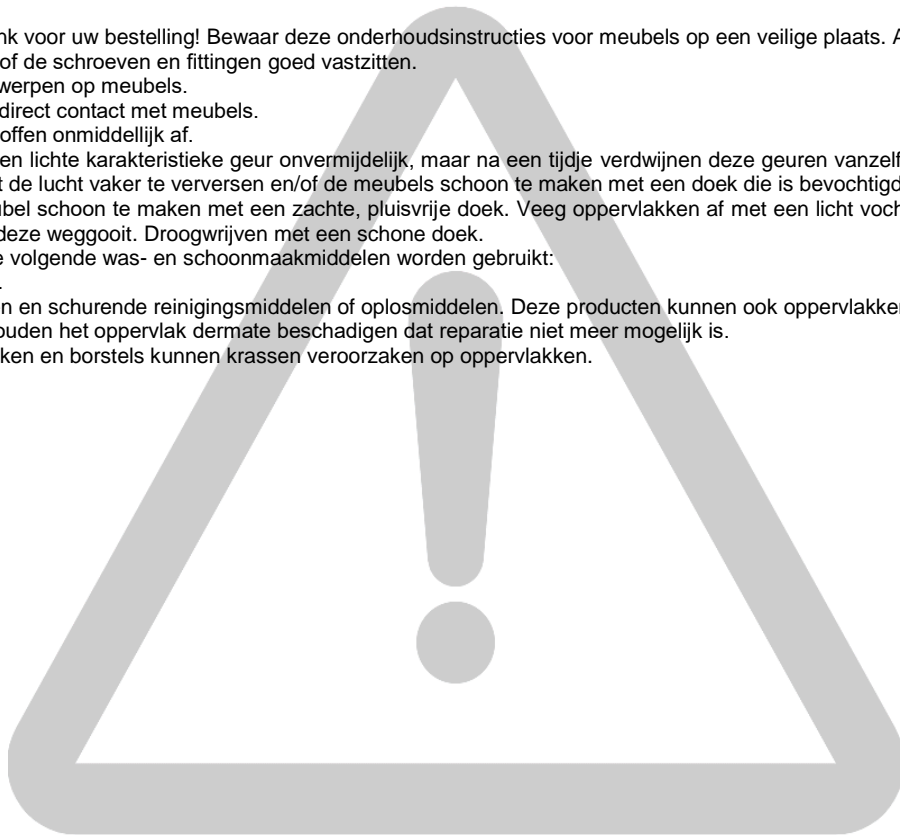 nk voor uw bestelling! Bewaar deze onderhoudsinstructies voor meubels op een veilige plaats. A
of de schroeven en fittingen goed vastzitten.
werpen op meubels.
direct contact met meubels.
offen onmiddellijk af.
en lichte karakteristieke geur onvermijdelijk, maar na een tijdje verdwijnen deze geuren vanzelf
t de lucht vaker te verversen en/of de meubels schoon te maken met een doek die is bevochtigd
ubel schoon te maken met een zachte, pluisvrije doek. Veeg oppervlakken af met een licht voch
deze weggooit. Droogwrijven met een schone doek.
e volgende was- en schoonmaakmiddelen worden gebruikt:
.
n en schurende reinigingsmiddelen of oplosmiddelen. Deze producten kunnen ook oppervlakken
ouden het oppervlak dermate beschadigen dat reparatie niet meer mogelijk is.
ken en borstels kunnen krassen veroorzaken op oppervlakken.